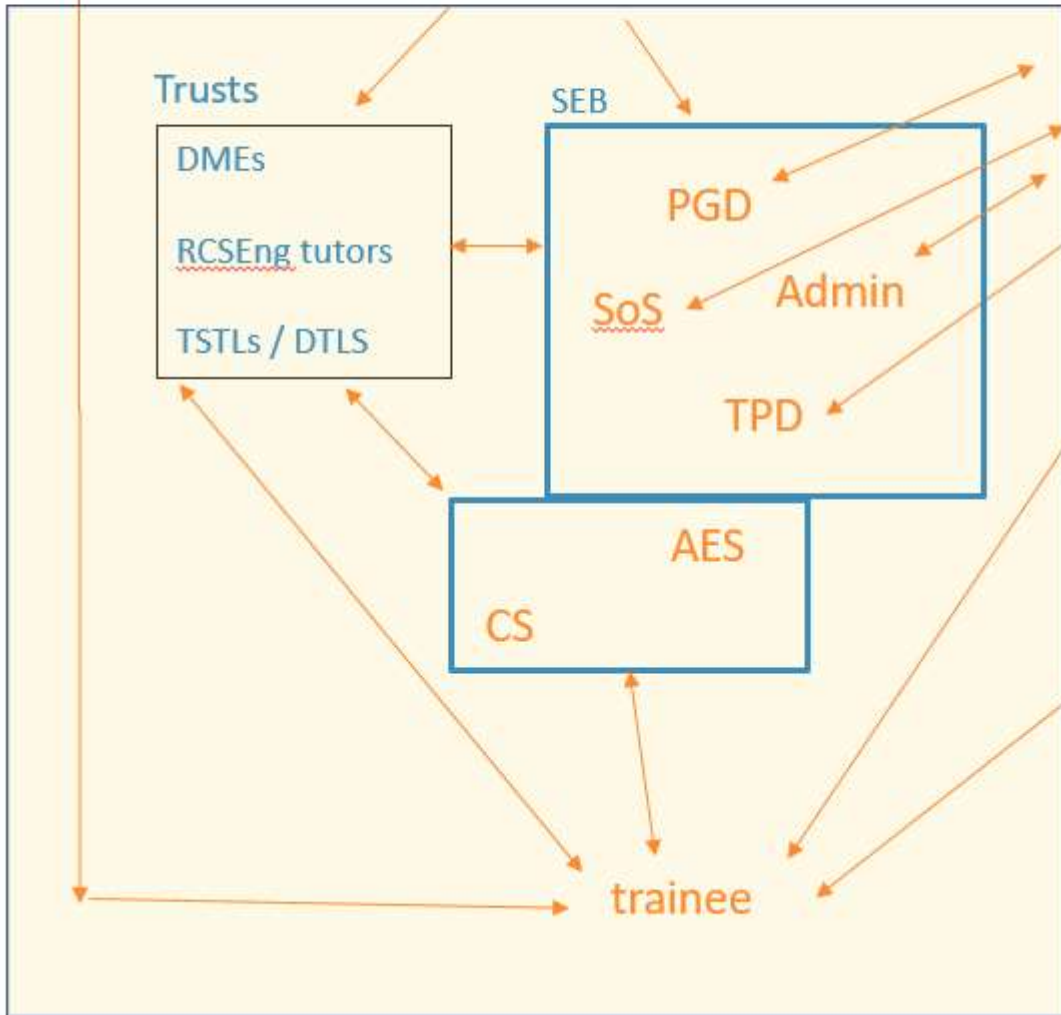 Trusts
SEB
DMEs
PGD
RCSEng tutors
Admin
SoS
TSTLs / DTLS
TPD
AES
CS
trainee